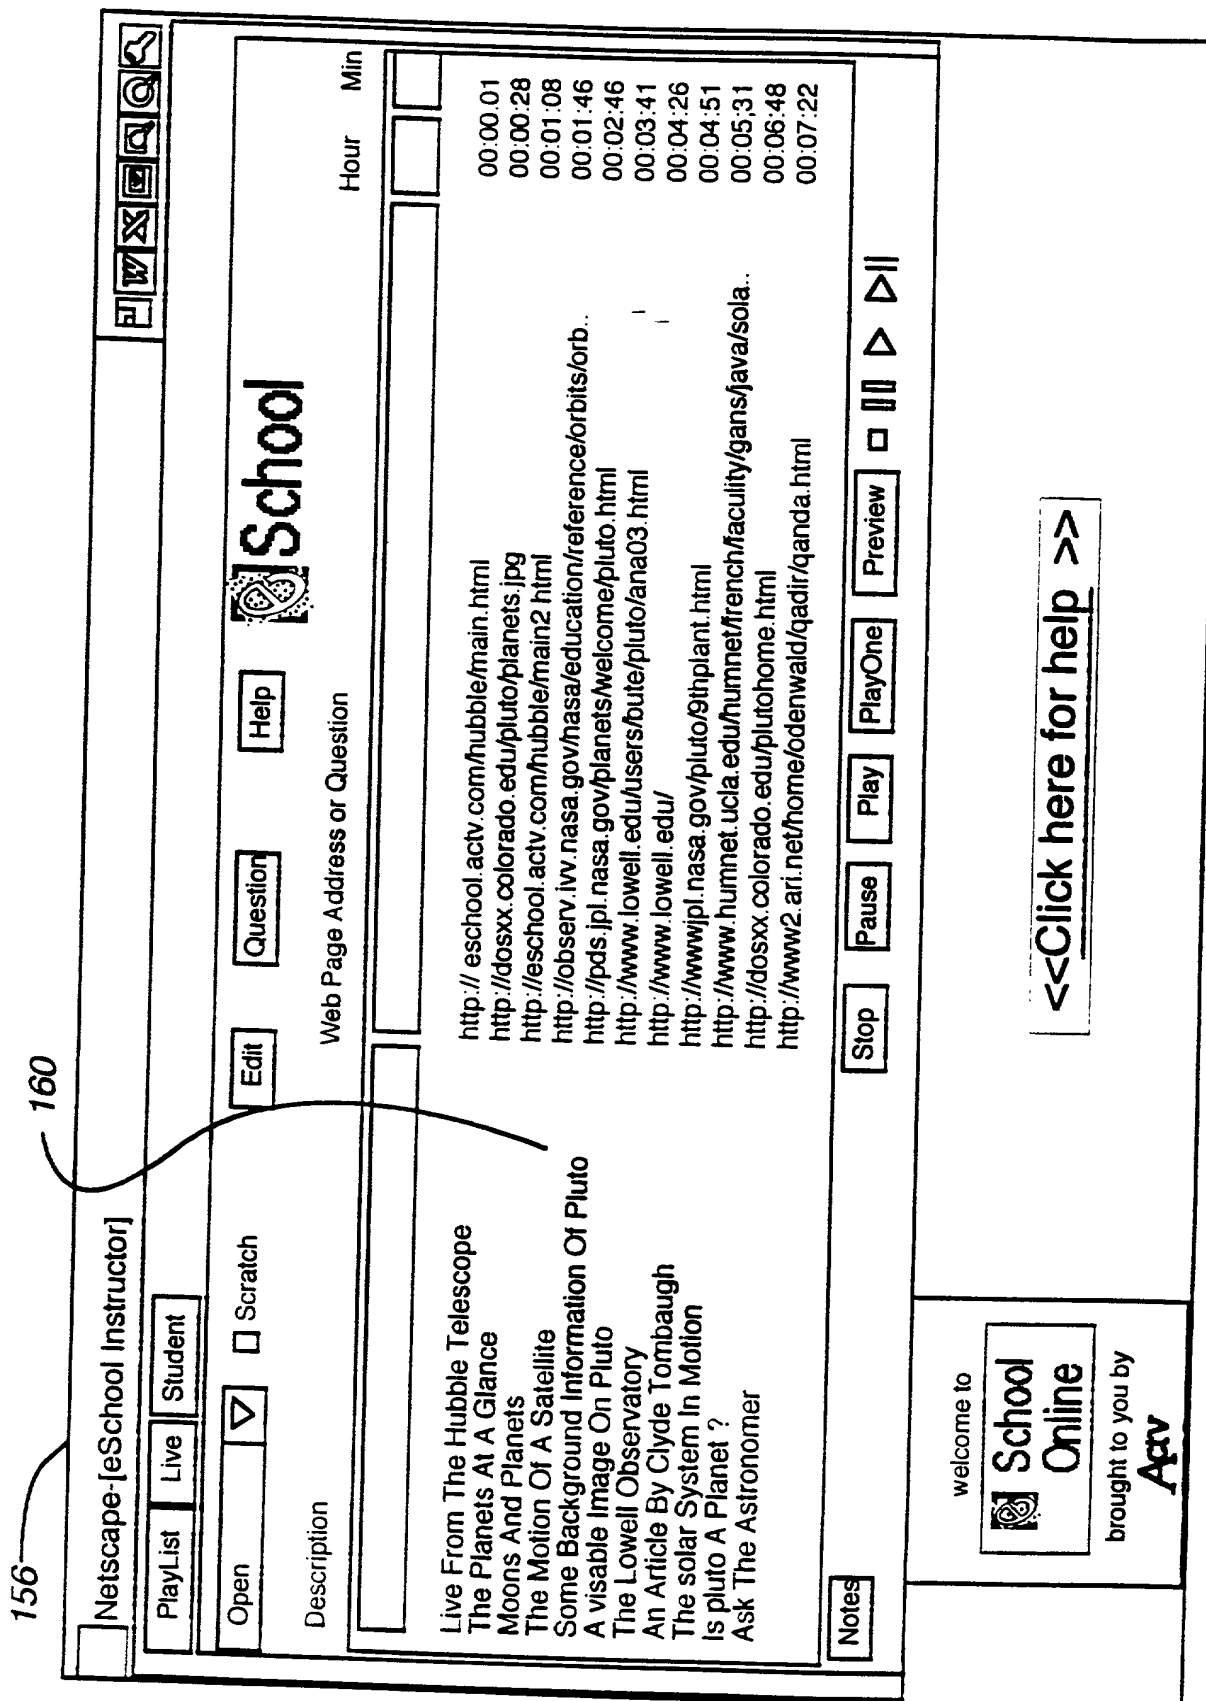 156
160
Netscape-[eSchool Instructor]
W X
PlayList Live Student
Open Scratch Edit Question Help School
Description Web Page Address or Question Hour Min
Live From The Hubble Telescope http:// eschool.actv.com/hubble/main.html 00:00.01
The Planets At A Glance http://dosxx.colorado.edu/pluto/planets.jpg 00:00:28
Moons And Planets http://eschool.actv.com/hubble/main2 html 00:01:08
The Motion Of A Satellite http://observ.ivv.nasa.gov/nasa/education/reference/orbits/orb.. 00:01:46
Some Background Information Of Pluto http://pds.jpl.nasa.gov/planets/welcome/pluto.html 00:02:46
A visable Image On Pluto http://www.lowell.edu/users/bute/pluto/ana03.html 00:03:41
The Lowell Observatory http://www.lowell.edu/ 00:04:26
An Article By Clyde Tombaugh http://wwwjpl.nasa.gov/pluto/9thplant.html 00:04:51
The solar System In Motion http://www.humnet.ucla.edu/humnet/french/faculity/gans/java/sola.. 00:05;31
Is pluto A Planet ? http://dosxx.colorado.edu/plutohome.html 00:06:48
Ask The Astronomer http://www2.ari.net/home/odenwald/qadir/qanda.html 00:07:22
Notes Stop Pause Play PlayOne Preview
welcome to
School
Online
brought to you by
Actv
<<Click here for help >>